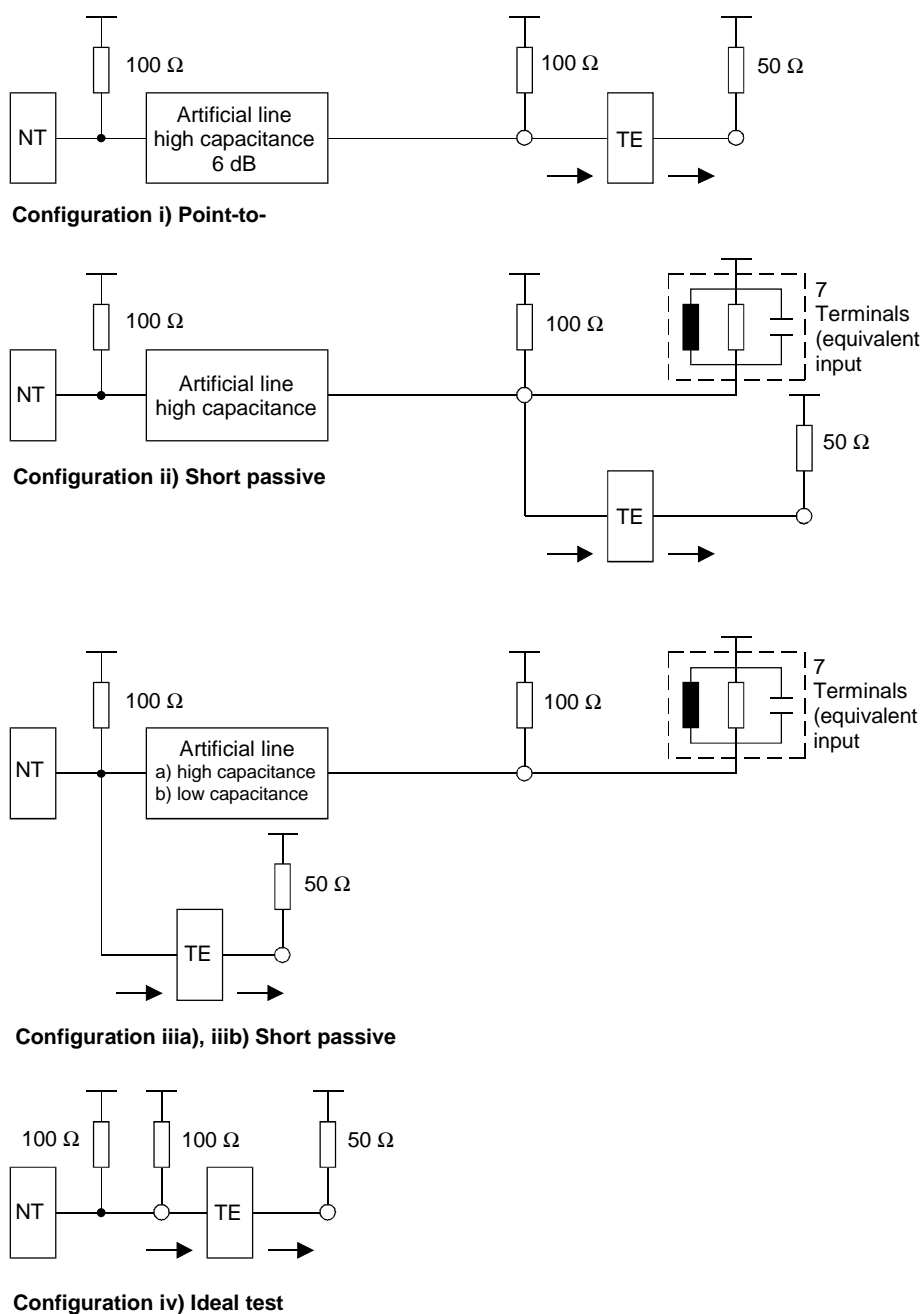 100 Ω
100 Ω
50 Ω
NT
Artificial line
high capacitance
6 dB
TE
Configuration i) Point-to-
100 Ω
100 Ω
7
Terminals
(equivalent
input
NT
Artificial line
high capacitance
50 Ω
Configuration ii) Short passive
TE
100 Ω
100 Ω
7
Terminals
(equivalent
input
NT
Artificial line
a) high capacitance
b) low capacitance
50 Ω
TE
Configuration iiia), iiib) Short passive
100 Ω
100 Ω
50 Ω
NT
TE
Configuration iv) Ideal test